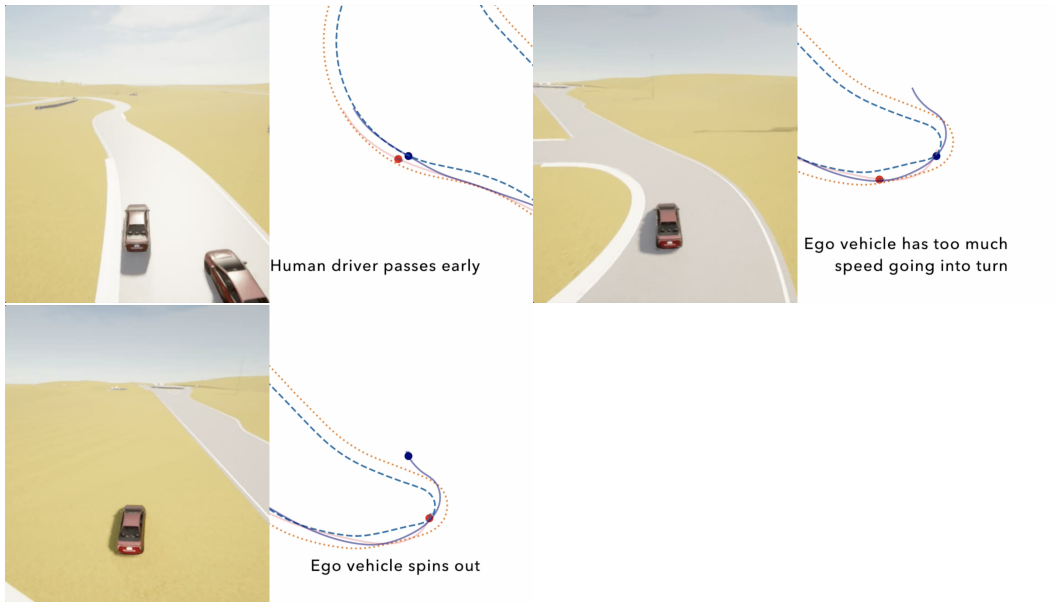 Human driver passes early
Ego vehicle has too much
speed going into turn
Ego vehicle spins out